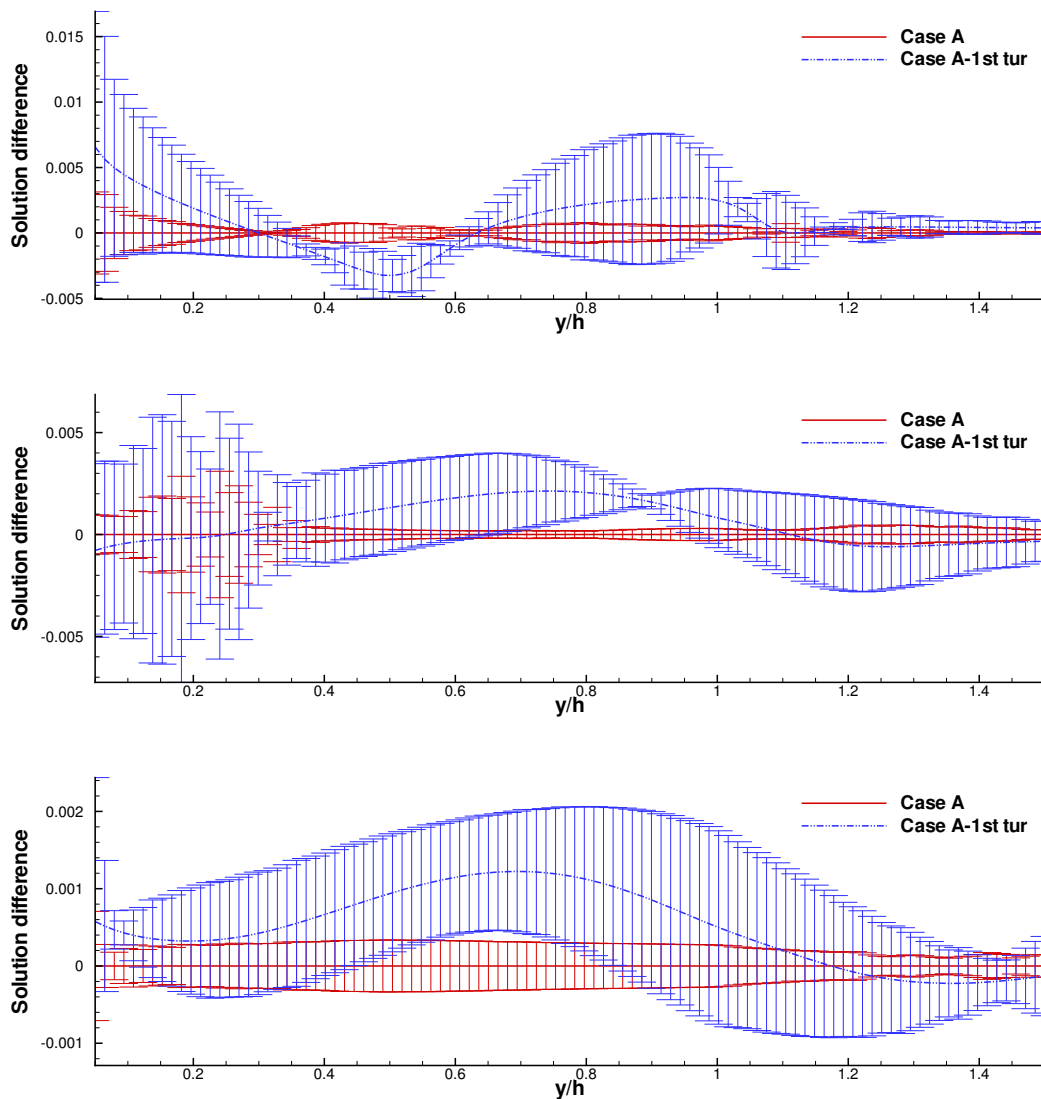 Solution difference
0.015
0.01
0.005
0
-0.005
Case A
Case A-1st tur
0.2
0.4
0.6
0.8
1
1.2
1.4
y/h
Solution difference
0.005
0
-0.005
Case A
Case A-1st tur
0.2
0.4
0.6
0.8
1
1.2
1.4
y/h
Solution difference
0.002
0.001
0
-0.001
Case A
Case A-1st tur
0.2
0.4
0.6
0.8
1
1.2
1.4
y/h